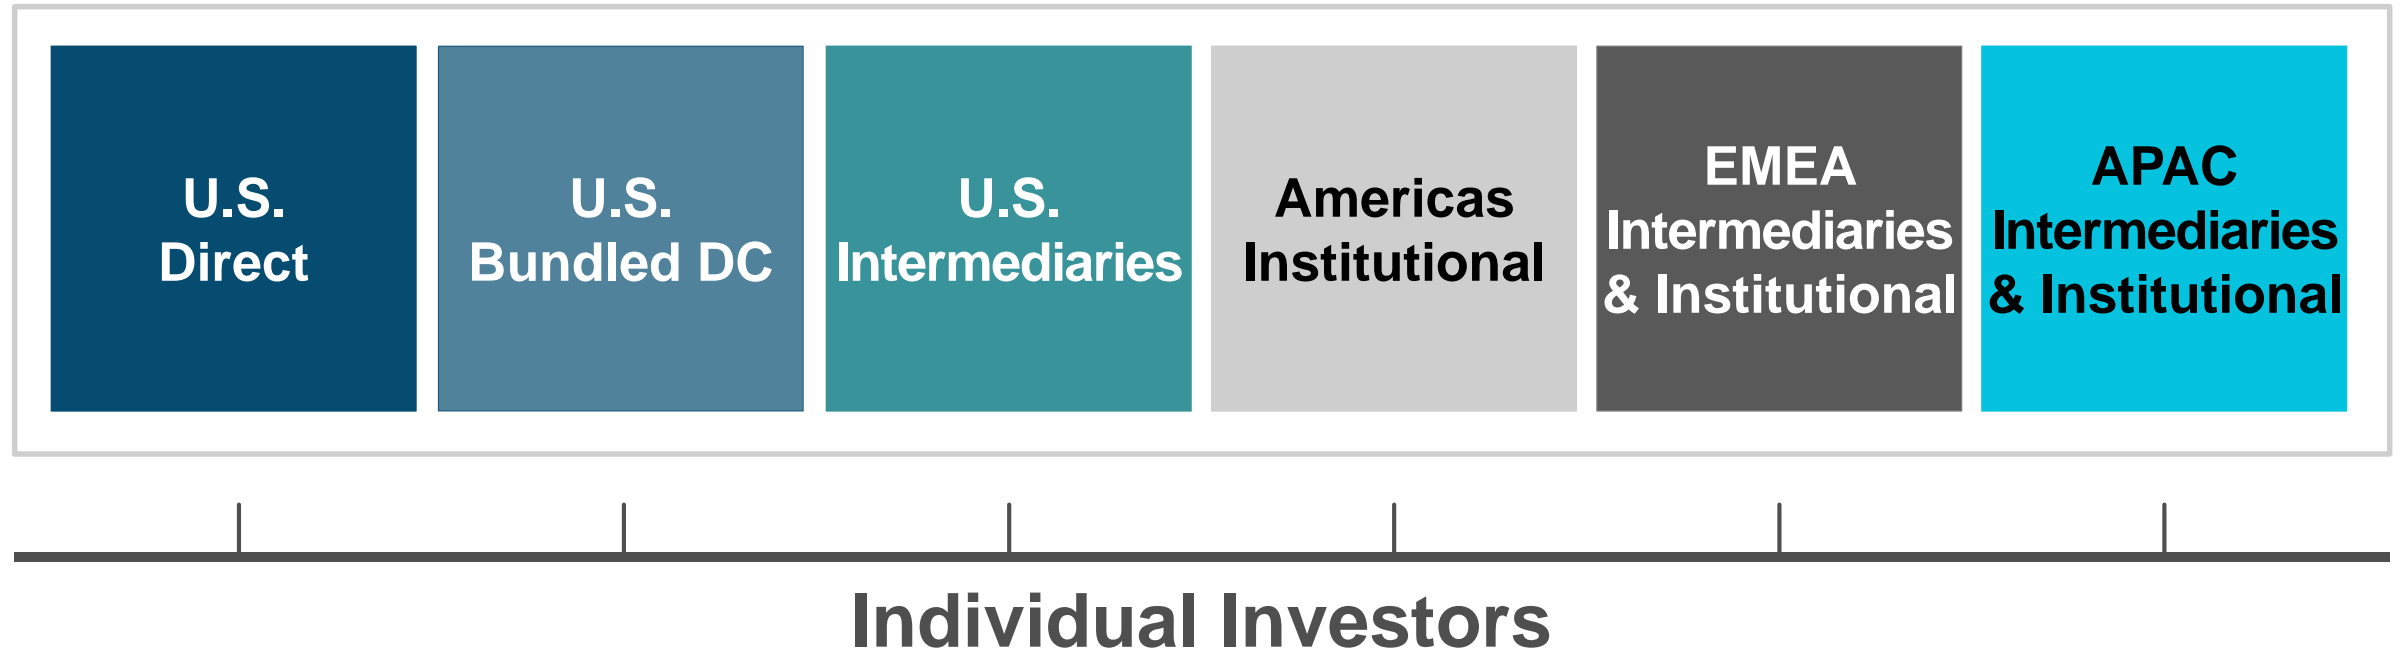 U.S.
Direct
U.S.
Bundled DC
U.S.
Intermediaries
Americas
Institutional
EMEA
Intermediaries
& Institutional
APAC
Intermediaries
& Institutional
Individual Investors